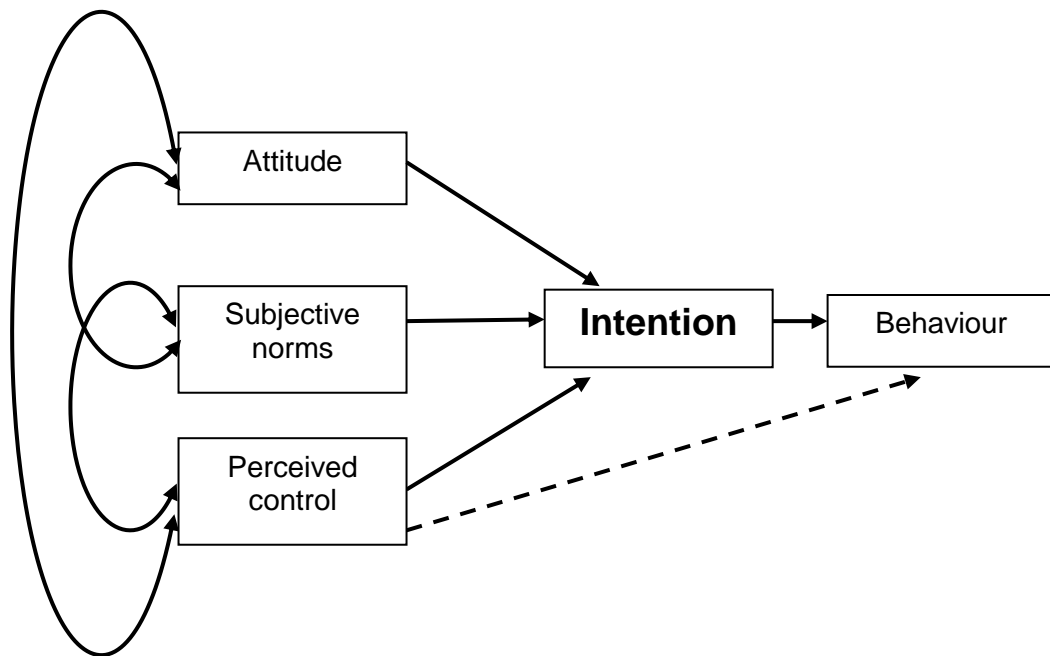 Attitude
Subjective
norms
Intention
Behaviour
Perceived
control